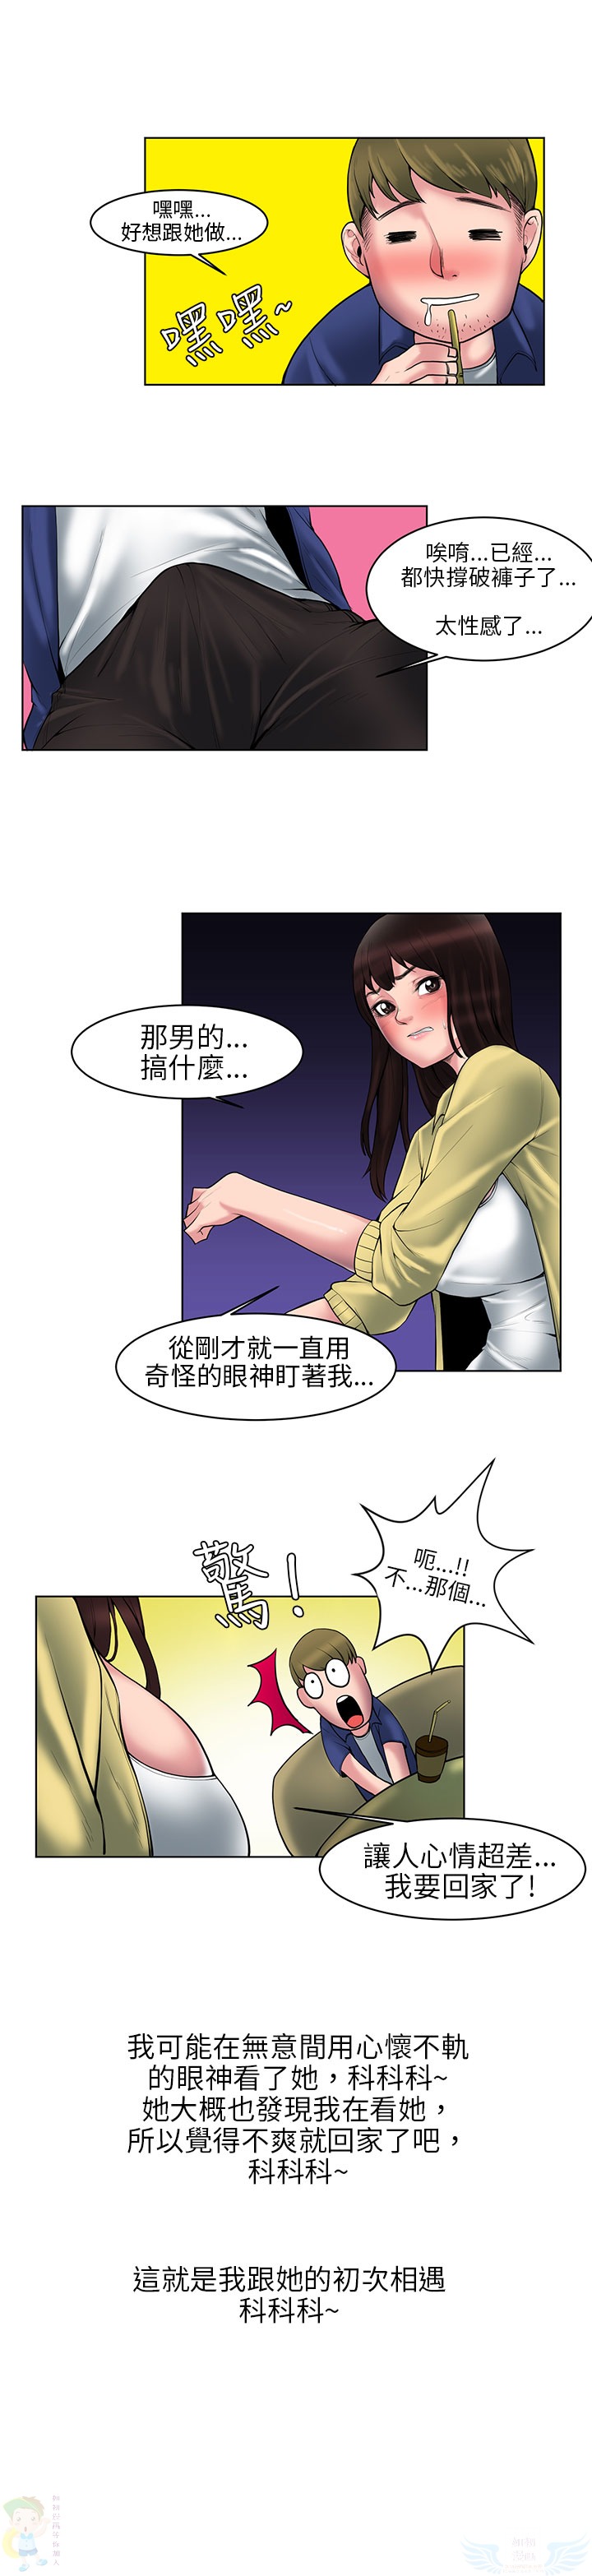 嘿嘿...
好想跟她做...
嘿嘿~
唉唷...已經...
都快撐破褲子了...
太性感了...
那男的...
搞什麼...
從剛才就一直用
奇怪的眼神盯著我...
驚!
呃...!!
不...那個...
讓人心情超差...
我要回家了!
我可能在無意間用心懷不軌
的眼神看了她，科科科~
她大概也發現我在看她，
所以覺得不爽就回家了吧，
科科科~
這就是我跟她的初次相遇
科科科~